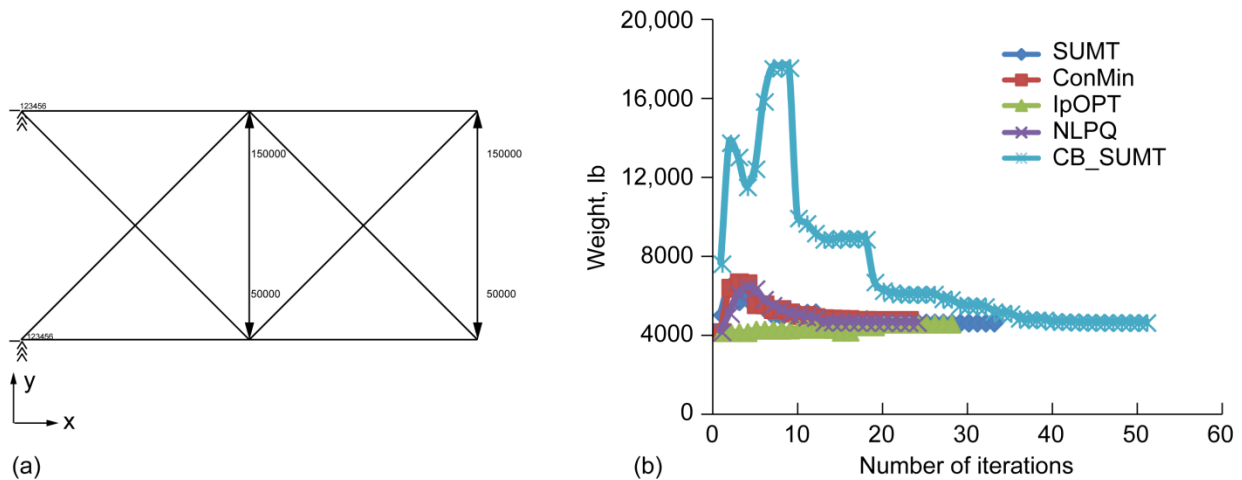 123456
150000
150000
50000
50000
123456
y
x
(a)
20,000
16,000
12,000
8000
4000
0
Weight, lb
0 10 20 30 40 50 60
Number of iterations
SUMT
ConMin
IpOPT
NLPQ
CB_SUMT
(b)